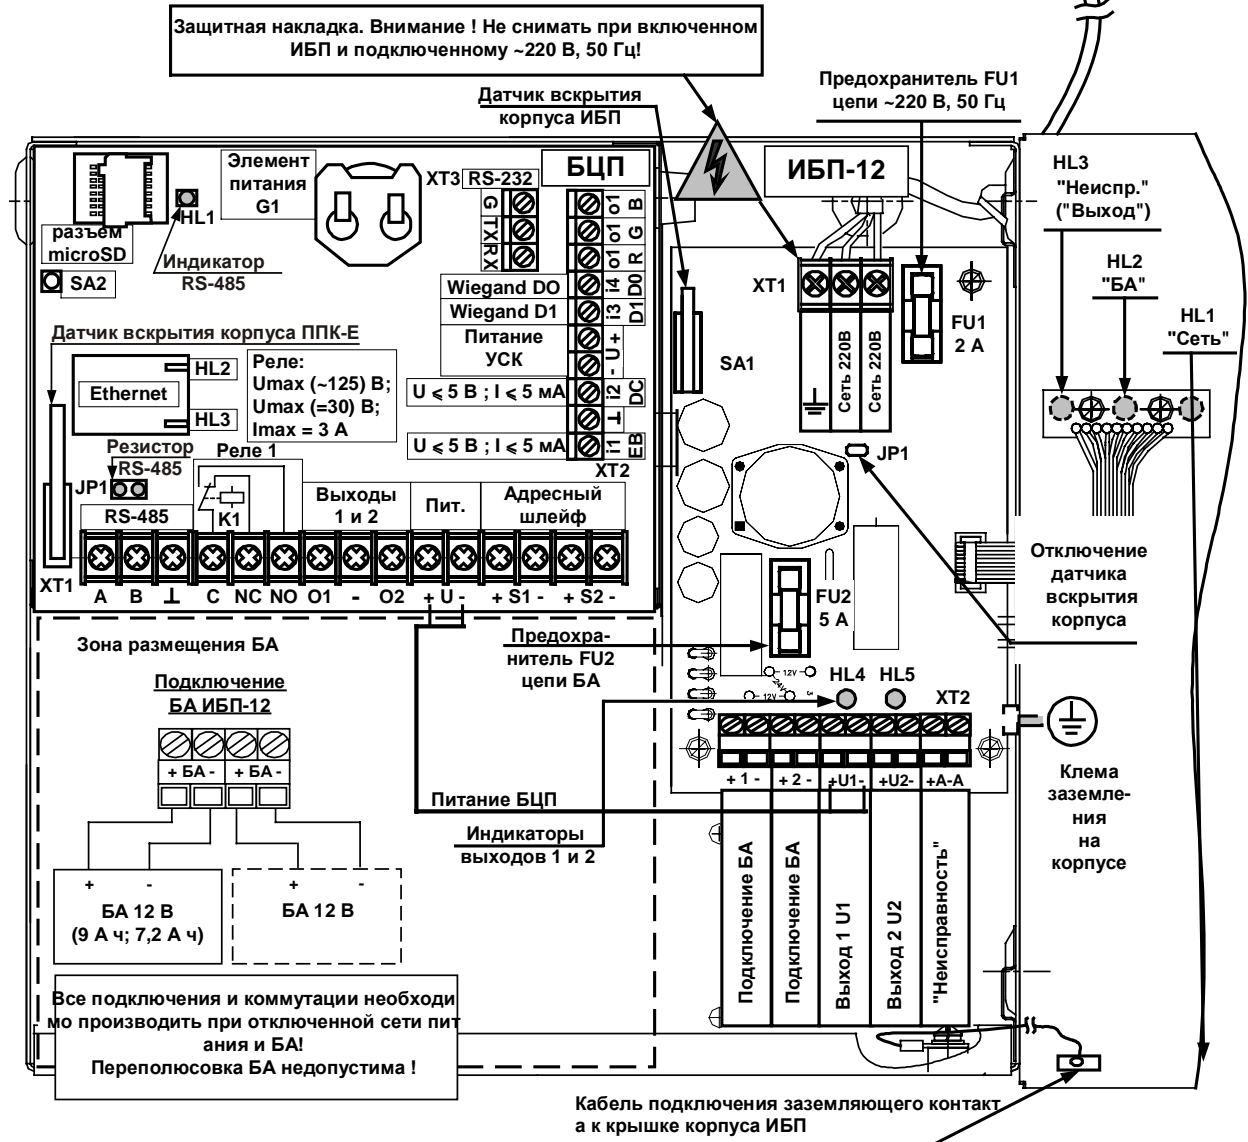 Защитная накладка. Внимание ! Не снимать при включенном
ИБП и подключенному ~220 В, 50 Гц!
Предохранитель FU1
цепи ~220 В, 50 Гц
Датчик вскрытия
корпуса ИБП
HL3
"Неиспр."
("Выход")
HL2
"БА"
HL1
"Сеть"
Элемент
питания
G1
XT3
RS-232
G
TX
RX
БЦП
ИБП-12
HL1
разъем
microSD
SA2
Индикатор
RS-485
o1 B
o1 G
o1 R
i4 D0
i3 D1
- U +
i2 DC
⊥
i1 EB
XT2
Wiegand DO
Wiegand D1
Питание
УСК
U ⩽ 5 В ; I ⩽ 5 мА
U ⩽ 5 В ; I ⩽ 5 мА
Датчик вскрытия корпуса ППК-Е
Ethernet
HL2
HL3
Реле:
Umax (~125) В;
Umax (=30) В;
Imax = 3 А
Резистор
RS-485
JP1
Реле 1
K1
RS-485
Выходы
1 и 2
Пит.
Адресный
шлейф
XT1
A B ⊥ C NC NO O1 - O2 + U - + S1 - + S2 -
XT1
SA1
FU1
2 A
Сеть 220В
Сеть 220В
JP1
Отключение
датчика
вскрытия
корпуса
FU2
5 A
Предохра-
нитель FU2
цепи БА
12V
24V
12V
HL4
HL5
XT2
+ 1 - + 2 - +U1- +U2- +A-A
Подключение БА
Подключение БА
Выход 1 U1
Выход 2 U2
"Неисправность"
Клема
заземле-
ния
на
корпусе
Зона размещения БА
Подключение
БА ИБП-12
+ БА - + БА -
+ -
БА 12 В
(9 А ч; 7,2 А ч)
+ -
БА 12 В
Питание БЦП
Индикаторы
выходов 1 и 2
Все подключения и коммутации необходи
мо производить при отключенной сети пит
ания и БА!
Переполюсовка БА недопустима !
Кабель подключения заземляющего контакт
а к крышке корпуса ИБП